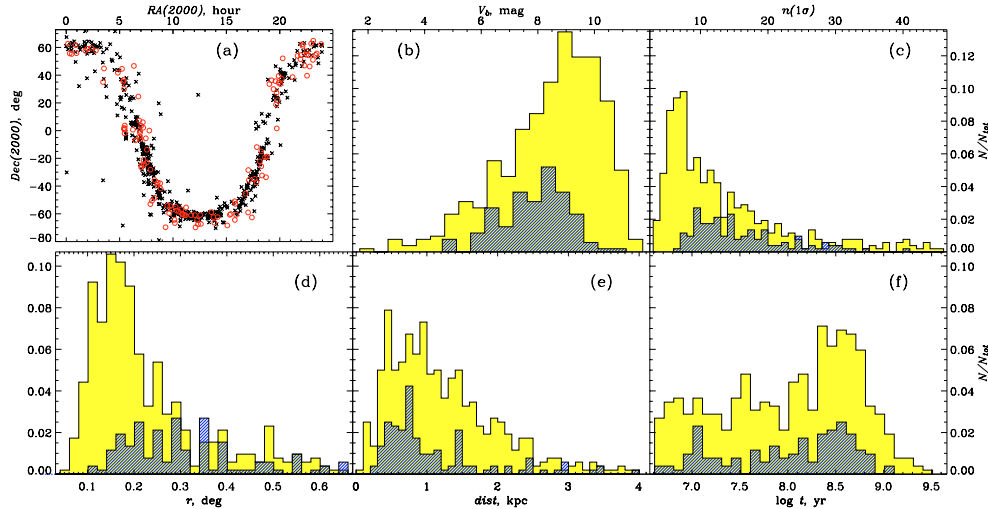 RA(2000), hour
V_b, mag
n(1σ)
0 5 10 15 20
2 4 6 8 10
10 20 30 40
(a)
(b)
(c)
60
40
20
0
−20
−40
−60
−80
Dec(2000), deg
0.12
0.10
0.08
0.06
0.04
0.02
0.00
N/N_tot
(d)
(e)
(f)
0.10
0.08
0.06
0.04
0.02
0.00
0.10
0.08
0.06
0.04
0.02
0.00
N/N_tot
0.1 0.2 0.3 0.4 0.5 0.6
0 1 2 3 4
7.0 7.5 8.0 8.5 9.0 9.5
r, deg
dist, kpc
log t, yr